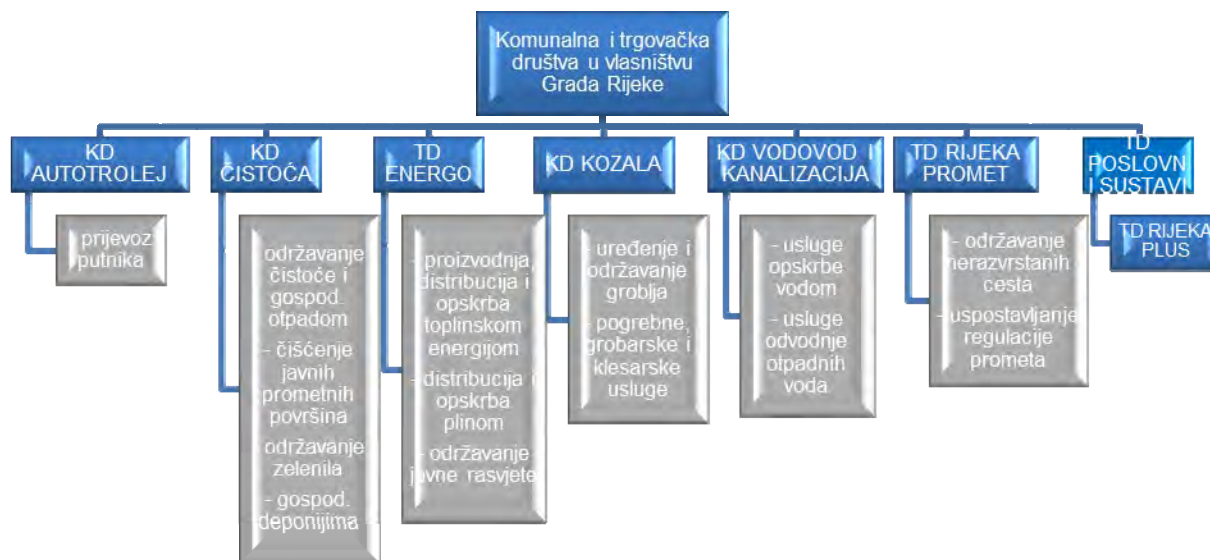 Komunalna i trgovačka
društva u vlasništvu
Grada Rijeke
KD
AUTOTROLEJ
prijevoz
putnika
KD
ČISTOĆA
održavanje
čistoće i
gospod.
otpadom
- čišćenje
javnih
prometnih
površina
održavanje
zelenila
- gospod.
deponijima
TD
ENERGO
- proizvodnja,
distribucija i
opskrba
toplinskom
energijom
- distribucija i
opskrba
plinom
- održavanje
javne rasvjete
KD KOZALA
- uređenje i
održavanje
groblja
- pogrebne,
grobarske i
klesarske
usluge
KD VODOVOD I
KANALIZACIJA
- usluge
opskrbe
vodom
- usluge
odvodnje
otpadnih
voda
TD RIJEKA
PROMET
- održavanje
nerazvrstanih
cesta
- uspostavljanje
regulacije
prometa
TD
POSLOVN
I SUSTAVI
TD RIJEKA
PLUS